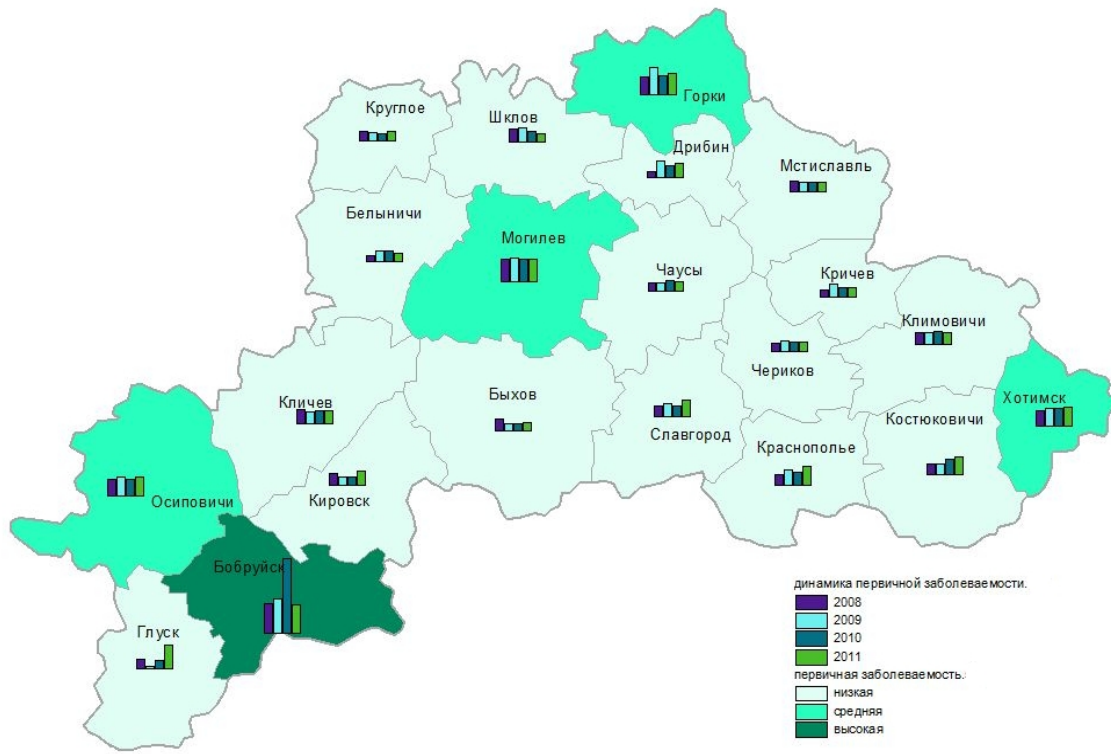 Горки
Круглое
Шклов
Дрибин
Мстиславль
Белыничи
Могилев
Чаусы
Кричев
Климовичи
Чериков
Хотимск
Кличев
Быхов
Славгород
Костюковичи
Краснополье
Осиповичи
Кировск
Бобруйск
Глуск
динамика первичной заболеваемости.
2008
2009
2010
2011
первичная заболеваемость.
низкая
средняя
высокая